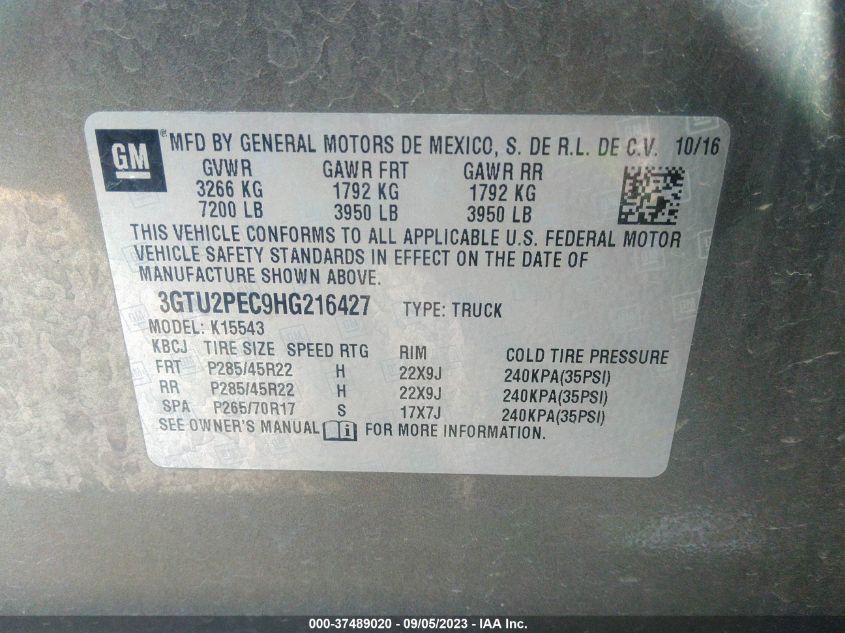 GM ® MFD BY GENERAL MOTORS DE MEXICO, S. DE R.L. DE C.V. 10/16
GVWR GAWR FRT GAWR RR
3266 KG 1792 KG 1792 KG
7200 LB 3950 LB 3950 LB
THIS VEHICLE CONFORMS TO ALL APPLICABLE U.S. FEDERAL MOTOR
VEHICLE SAFETY STANDARDS IN EFFECT ON THE DATE OF
MANUFACTURE SHOWN ABOVE.
3GTU2PEC9HG216427 TYPE: TRUCK
MODEL: K15543
KBCJ TIRE SIZE SPEED RTG RIM COLD TIRE PRESSURE
FRT P285/45R22 H 22X9J 240KPA(35PSI)
RR P285/45R22 H 22X9J 240KPA(35PSI)
SPA P265/70R17 S 17X7J 240KPA(35PSI)
SEE OWNER'S MANUAL i FOR MORE INFORMATION.
000-37489020 - 09/05/2023 - IAA Inc.